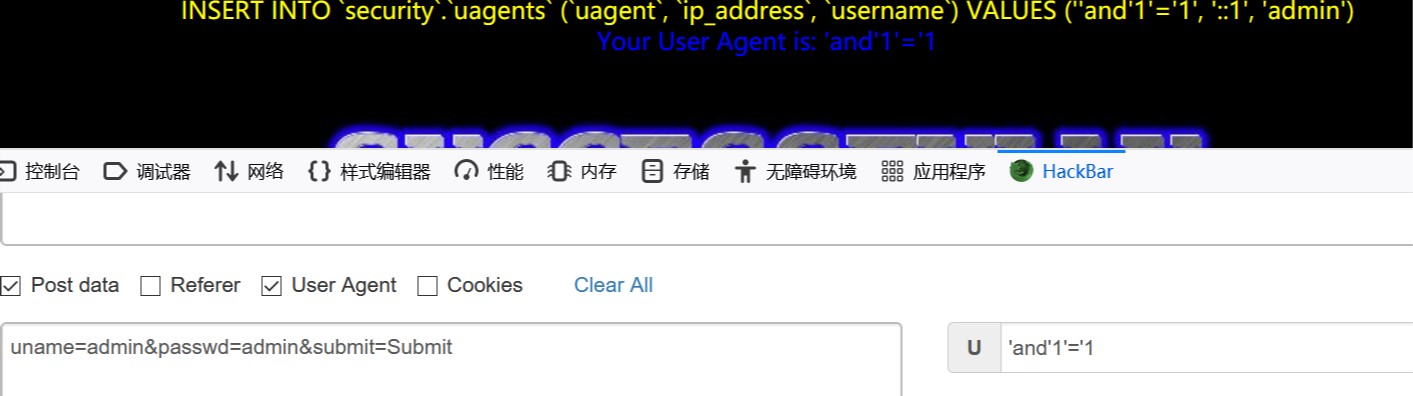 INSERT INTO `security`.`uagents` (`uagent`, `ip_address`, `username`) VALUES (''and'1'='1', '::1', 'admin')
Your User Agent is: 'and'1'='1
控制台 调试器 网络 样式编辑器 性能 内存 存储 无障碍环境 应用程序 HackBar
Post data Referer User Agent Cookies Clear All
uname=admin&passwd=admin&submit=Submit U 'and'1'='1